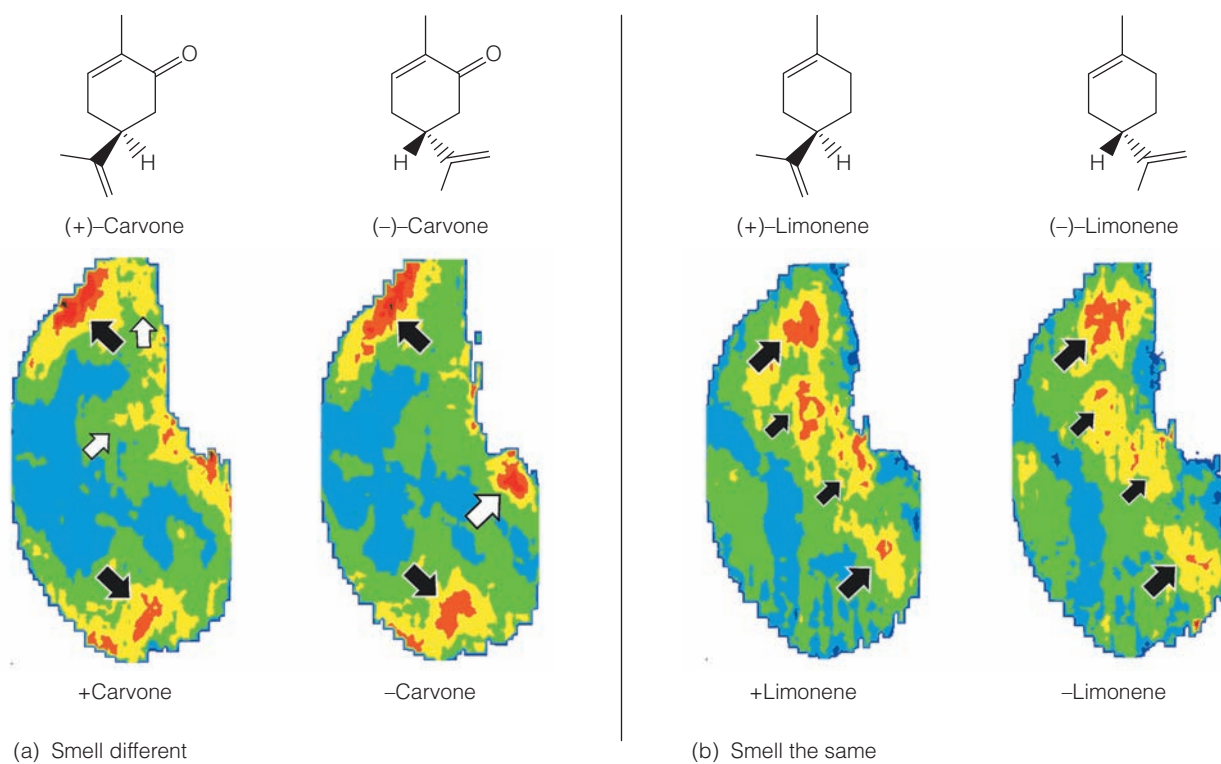 O
O
H
H
H
H
(+)–Carvone
(–)–Carvone
(+)–Limonene
(–)–Limonene
+Carvone
–Carvone
+Limonene
–Limonene
(a) Smell different
(b) Smell the same